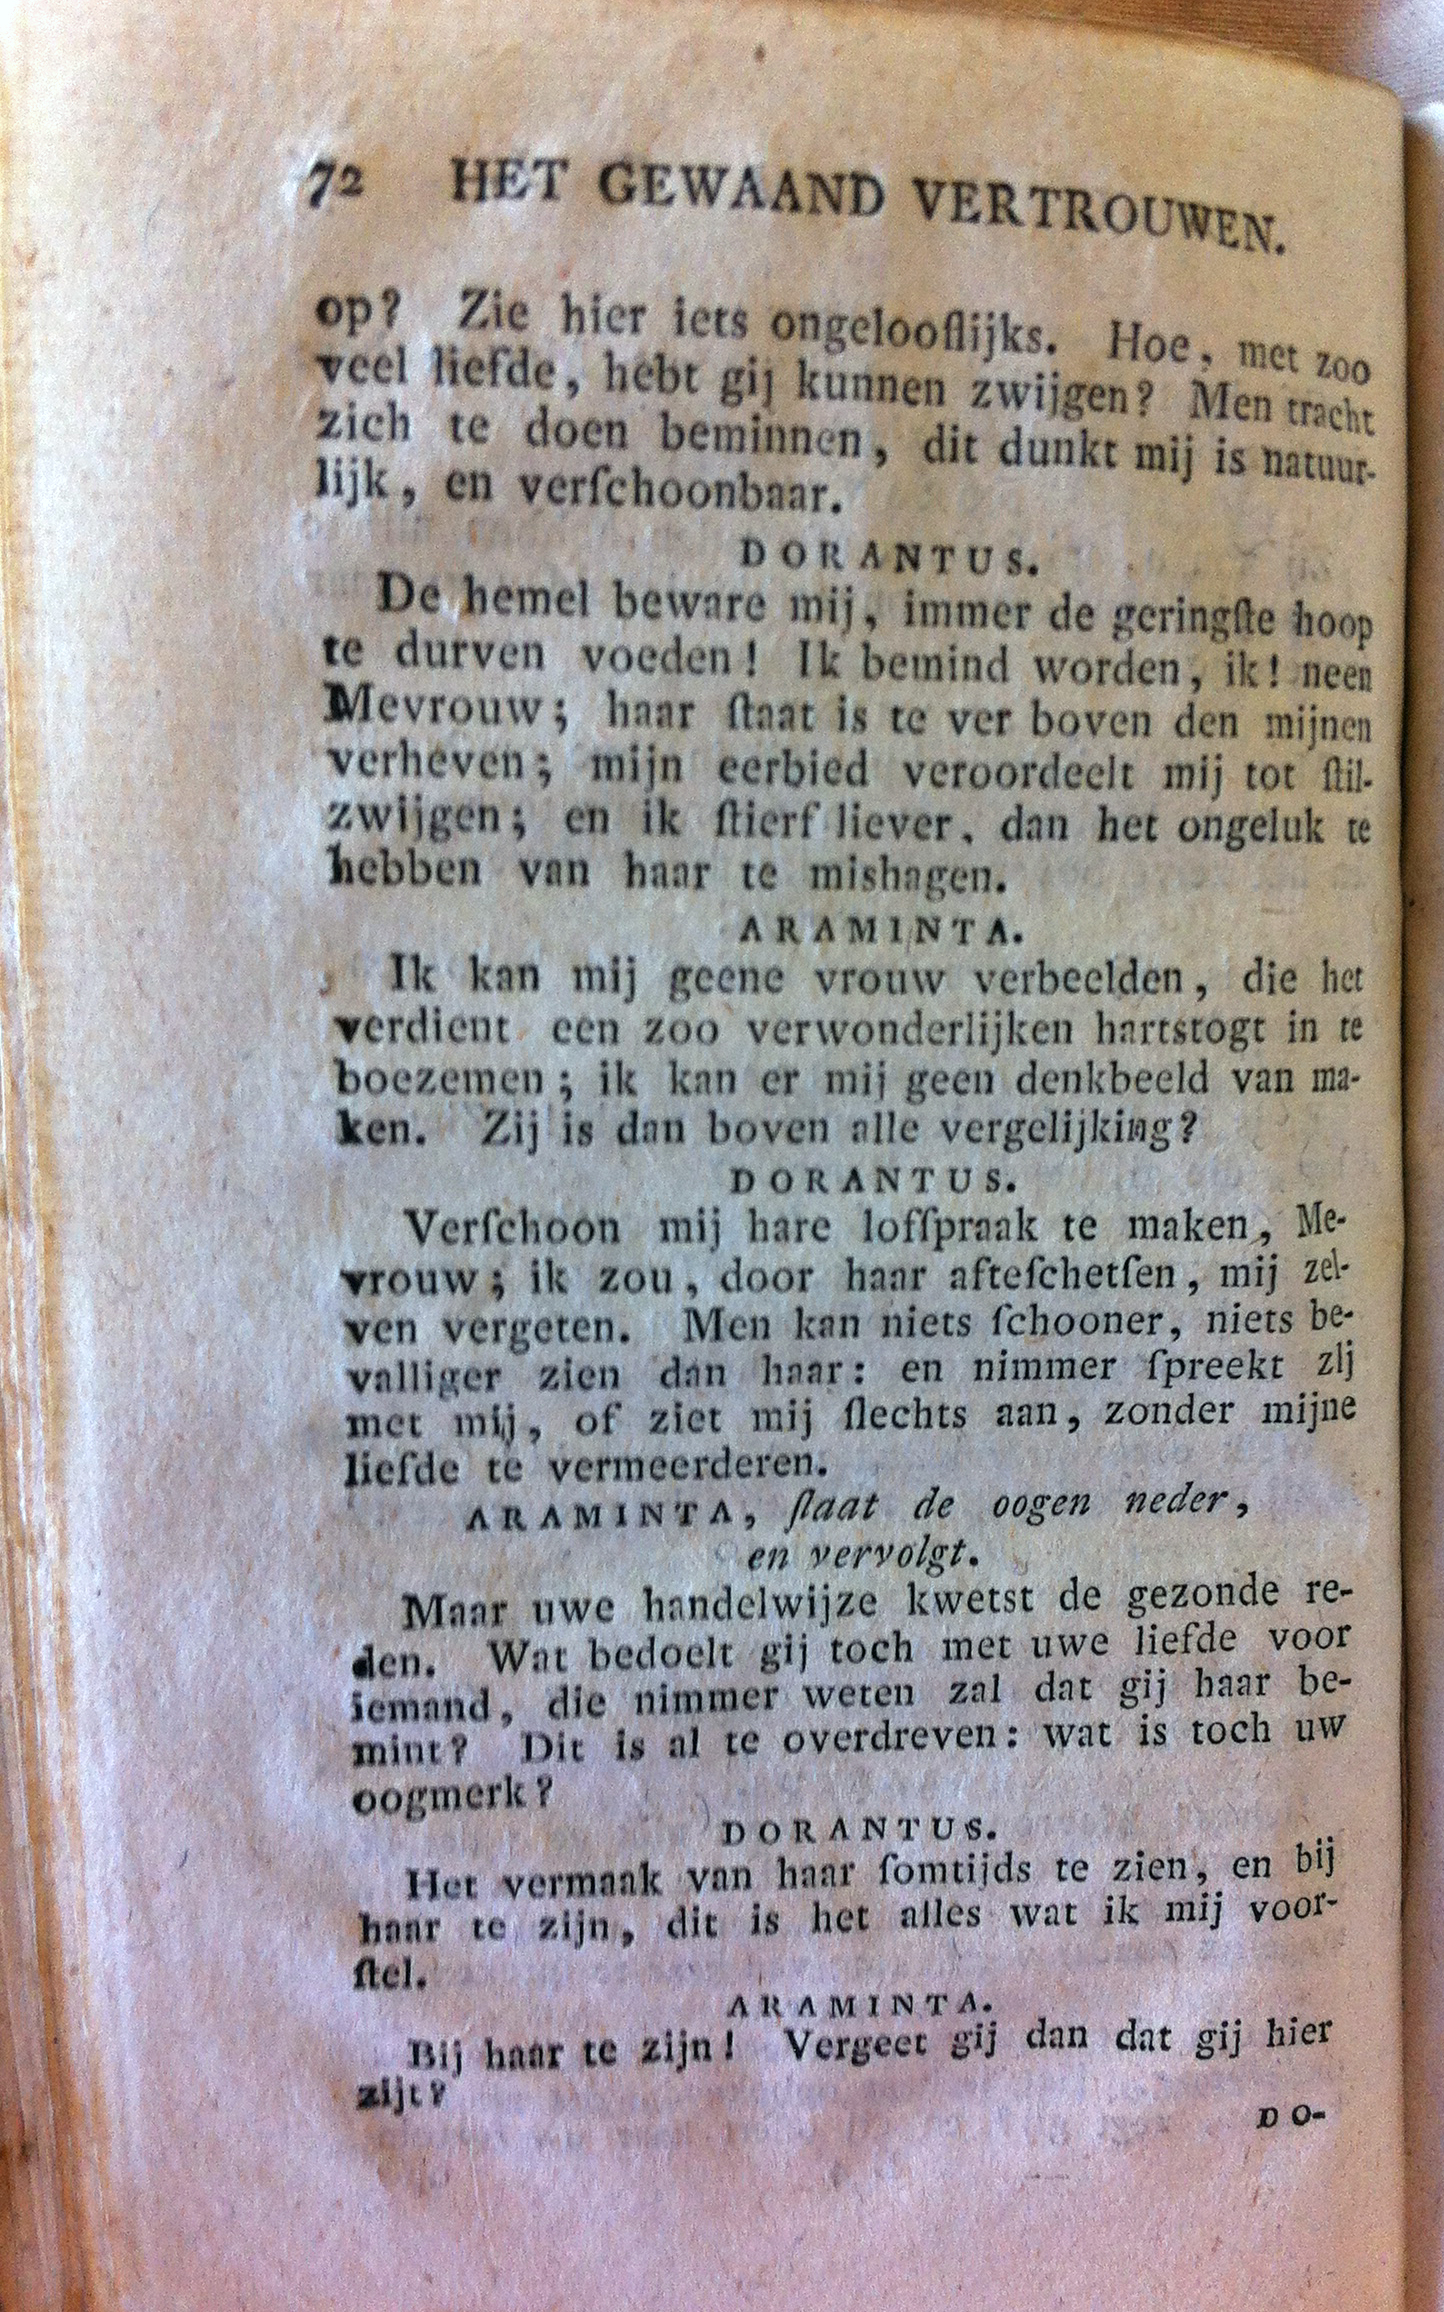 72 HET GEWAAND VERTROUWEN.
op? Zie hier iets ongelooflijks. Hoe, met zoo
veel liefde, hebt gij kunnen zwijgen? Men tracht
zich te doen beminnen, dit dunkt mij is natuur-
lijk, en verſchoonbaar.
DORANTUS.
De hemel beware mij, immer de geringſte hoop
te durven voeden! Ik bemind worden, ik! neen
Mevrouw; haar ſtaat is te ver boven den mijnen
verheven; mijn eerbied veroordeelt mij tot ſtil-
zwijgen; en ik ſtierf liever, dan het ongeluk te
hebben van haar te mishagen.
ARAMINTA.
Ik kan mij geene vrouw verbeelden, die het
verdient een zoo verwonderlijken hartstogt in te
boezemen; ik kan er mij geen denkbeeld van ma-
ken. Zij is dan boven alle vergelijking?
DORANTUS.
Verſchoon mij hare lofſpraak te maken, Me-
vrouw; ik zou, door haar afteſchetſen, mij zel-
ven vergeten. Men kan niets ſchooner, niets be-
valliger zien dan haar: en nimmer ſpreekt zij
met mij, of ziet mij ſlechts aan, zonder mijne
liefde te vermeerderen.
ARAMINTA, ſlaat de oogen neder,
en vervolgt.
Maar uwe handelwijze kwetst de gezonde re-
den. Wat bedoelt gij toch met uwe liefde voor
iemand, die nimmer weten zal dat gij haar be-
mint? Dit is al te overdreven: wat is toch uw
oogmerk?
DORANTUS.
Het vermaak van haar ſomtijds te zien, en bij
haar te zijn, dit is het alles wat ik mij voor-
ſtel.
ARAMINTA.
Bij haar te zijn! Vergeet gij dan dat gij hier
zijt?
DO-